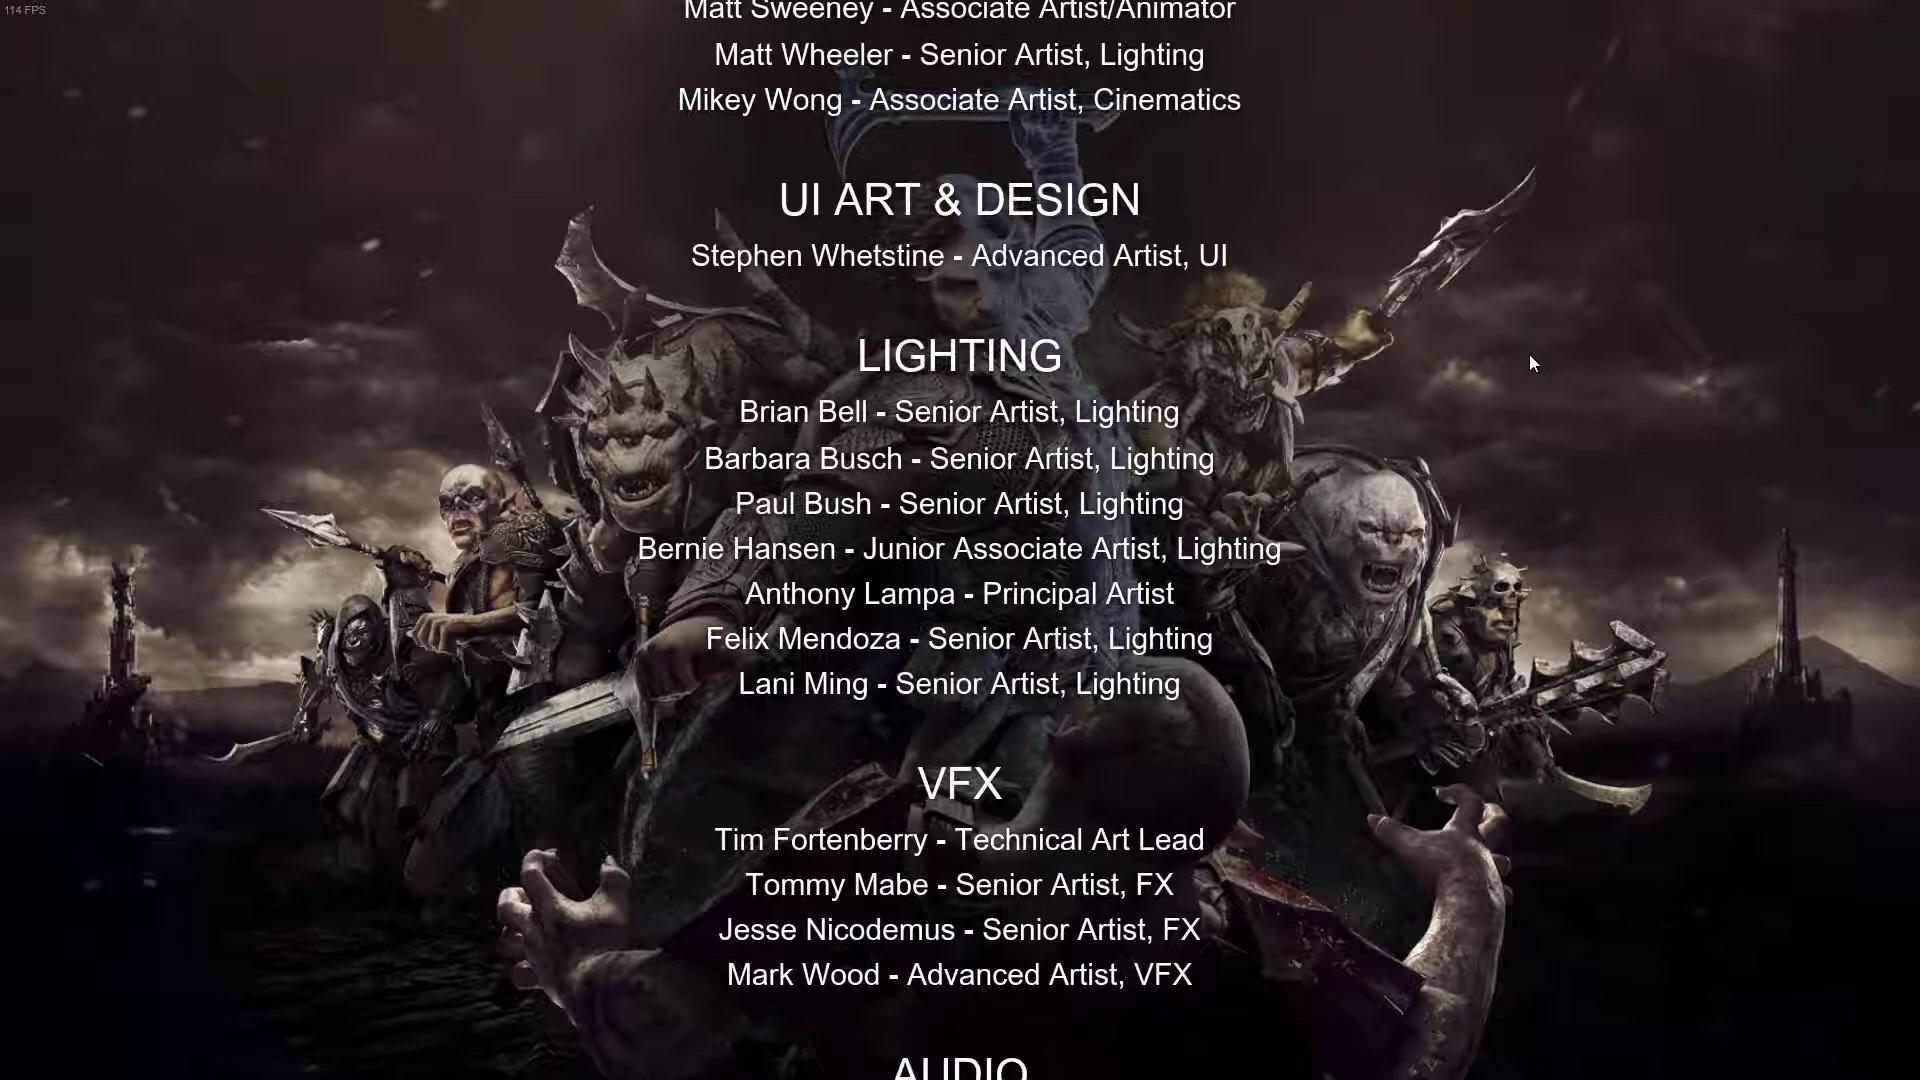 114 FPS
Matt Sweeney - Associate Artist/Animator
Matt Wheeler - Senior Artist, Lighting
Mikey Wong - Associate Artist, Cinematics
UI ART & DESIGN
Stephen Whetstine - Advanced Artist, UI
LIGHTING
Brian Bell - Senior Artist, Lighting
Barbara Busch - Senior Artist, Lighting
Paul Bush - Senior Artist, Lighting
Bernie Hansen - Junior Associate Artist, Lighting
Anthony Lampa - Principal Artist
Felix Mendoza - Senior Artist, Lighting
Lani Ming - Senior Artist, Lighting
VFX
Tim Fortenberry - Technical Art Lead
Tommy Mabe - Senior Artist, FX
Jesse Nicodemus - Senior Artist, FX
Mark Wood - Advanced Artist, VFX
AUDIO